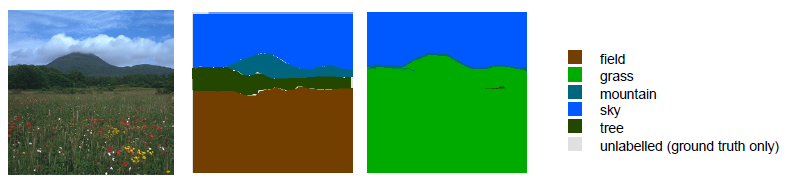 field
grass
mountain
sky
tree
unlabelled (ground truth only)